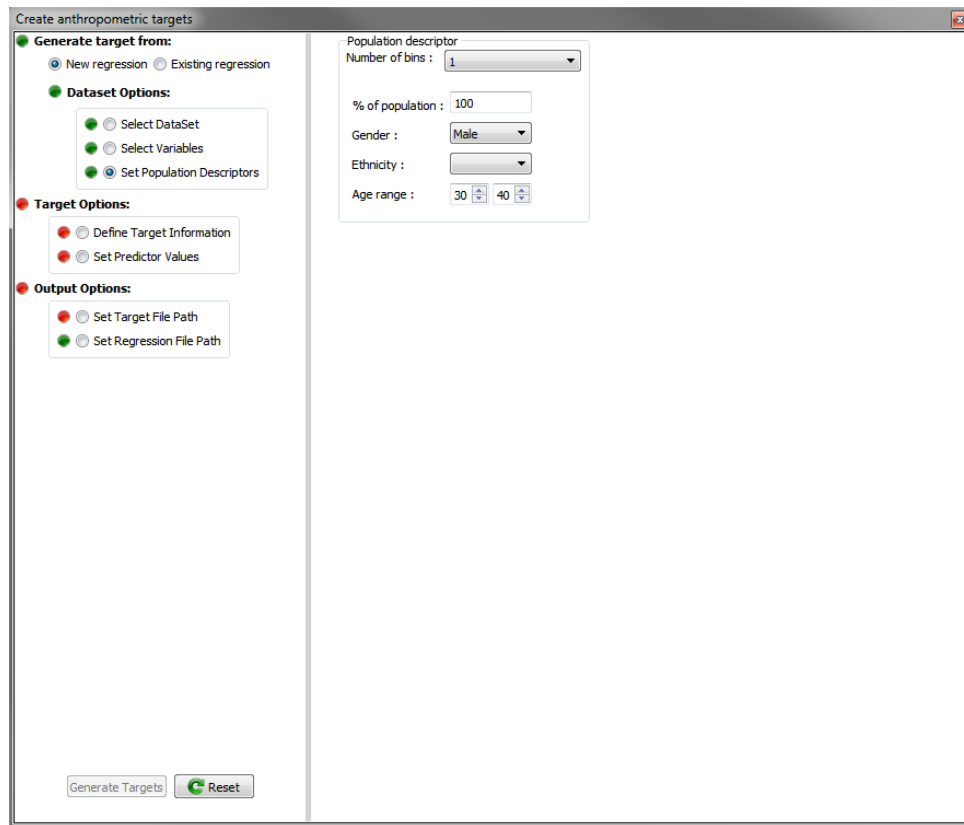 Create anthropometric targets
Generate target from:
New regression Existing regression
Dataset Options:
Select DataSet
Select Variables
Set Population Descriptors
Target Options:
Define Target Information
Set Predictor Values
Output Options:
Set Target File Path
Set Regression File Path
Generate Targets Reset
Population descriptor
Number of bins : 1
% of population : 100
Gender : Male
Ethnicity :
Age range : 30 40